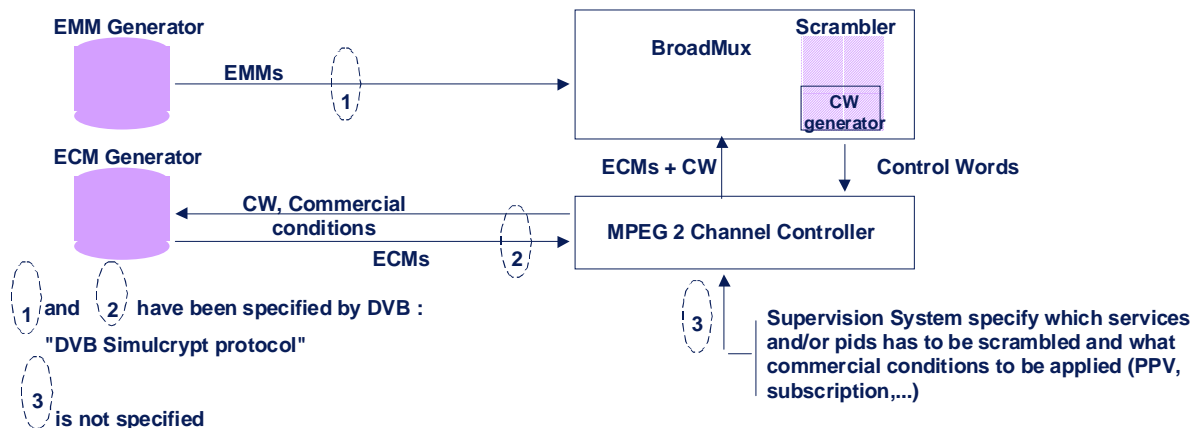 EMM Generator
EMMs
1
BroadMux
Scrambler
CW
generator
ECM Generator
CW, Commercial
conditions
ECMs
2
ECMs + CW
Control Words
MPEG 2 Channel Controller
1 and 2 have been specified by DVB :
"DVB Simulcrypt protocol"
3
is not specified
3
Supervision System specify which services
and/or pids has to be scrambled and what
commercial conditions to be applied (PPV,
subscription,...)